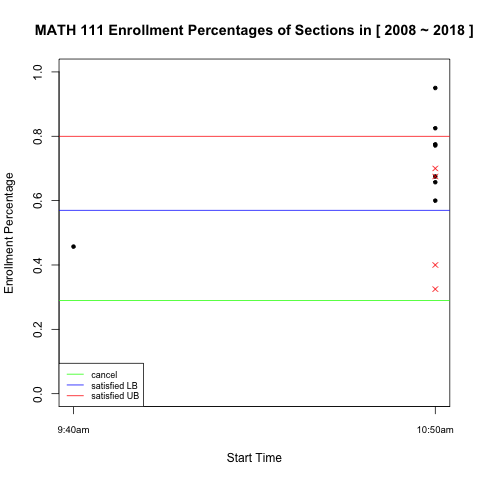 MATH 111 Enrollment Percentages of Sections in [ 2008 ~ 2018 ]
Enrollment Percentage
1.0
0.8
0.6
0.4
0.2
0.0
cancel
satisfied LB
satisfied UB
9:40am
10:50am
Start Time